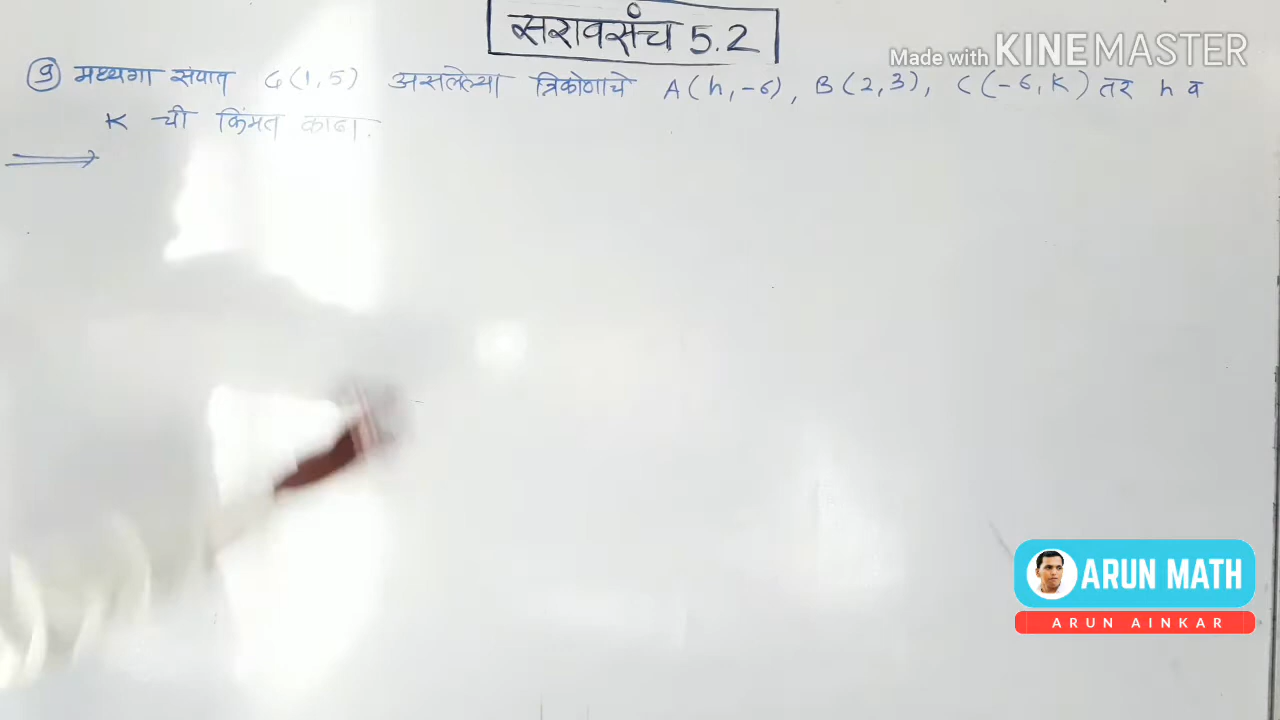 सरावसंच 5.2
Made with KINEMASTER
9) मध्यगा संपात G(1,5) असलेल्या त्रिकोणाचे A(h,-6), B(2,3), C(-6,K) तर h व
K ची किंमत काढा.
ARUN MATH
ARUN AINKAR